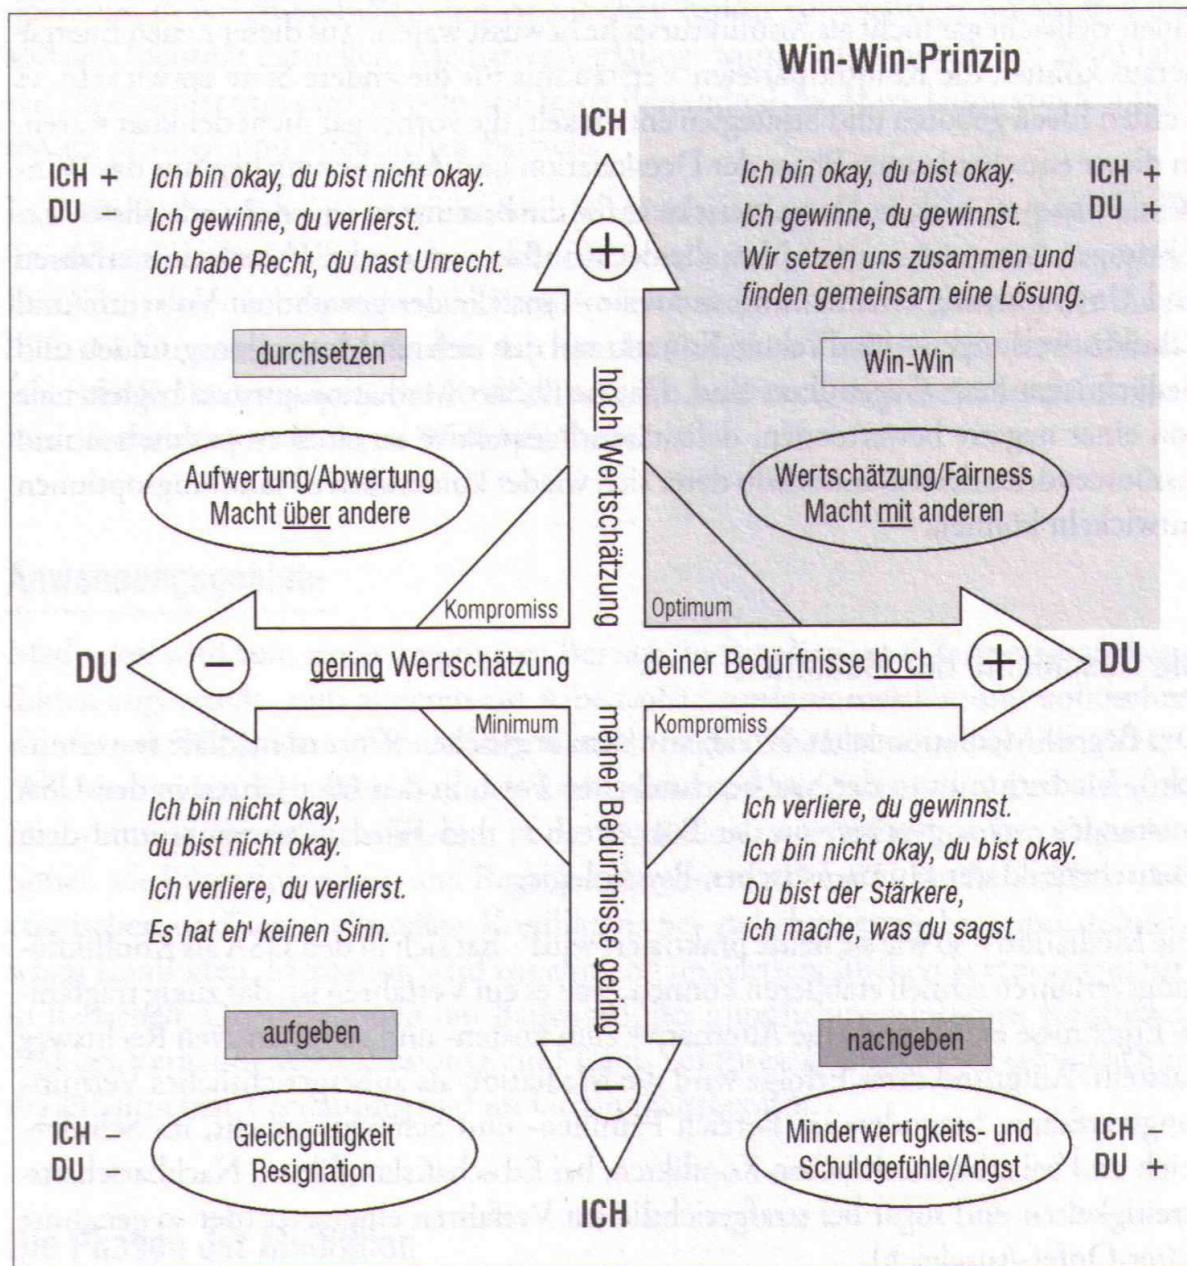 Win-Win-Prinzip
ICH
ICH +
DU −
Ich bin okay, du bist nicht okay.
Ich gewinne, du verlierst.
Ich habe Recht, du hast Unrecht.
durchsetzen
Aufwertung/Abwertung
Macht über andere
+
Ich bin okay, du bist okay.
Ich gewinne, du gewinnst.
Wir setzen uns zusammen und
finden gemeinsam eine Lösung.
ICH +
DU +
Win-Win
Wertschätzung/Fairness
Macht mit anderen
hoch Wertschätzung
Kompromiss
Optimum
DU
−
gering Wertschätzung
deiner Bedürfnisse hoch
+
DU
Minimum
Kompromiss
meiner Bedürfnisse gering
Ich bin nicht okay,
du bist nicht okay.
Ich verliere, du verlierst.
Es hat eh' keinen Sinn.
aufgeben
ICH −
DU −
Gleichgültigkeit
Resignation
Ich verliere, du gewinnst.
Ich bin nicht okay, du bist okay.
Du bist der Stärkere,
ich mache, was du sagst.
nachgeben
Minderwertigkeits- und
Schuldgefühle/Angst
ICH −
DU +
−
ICH